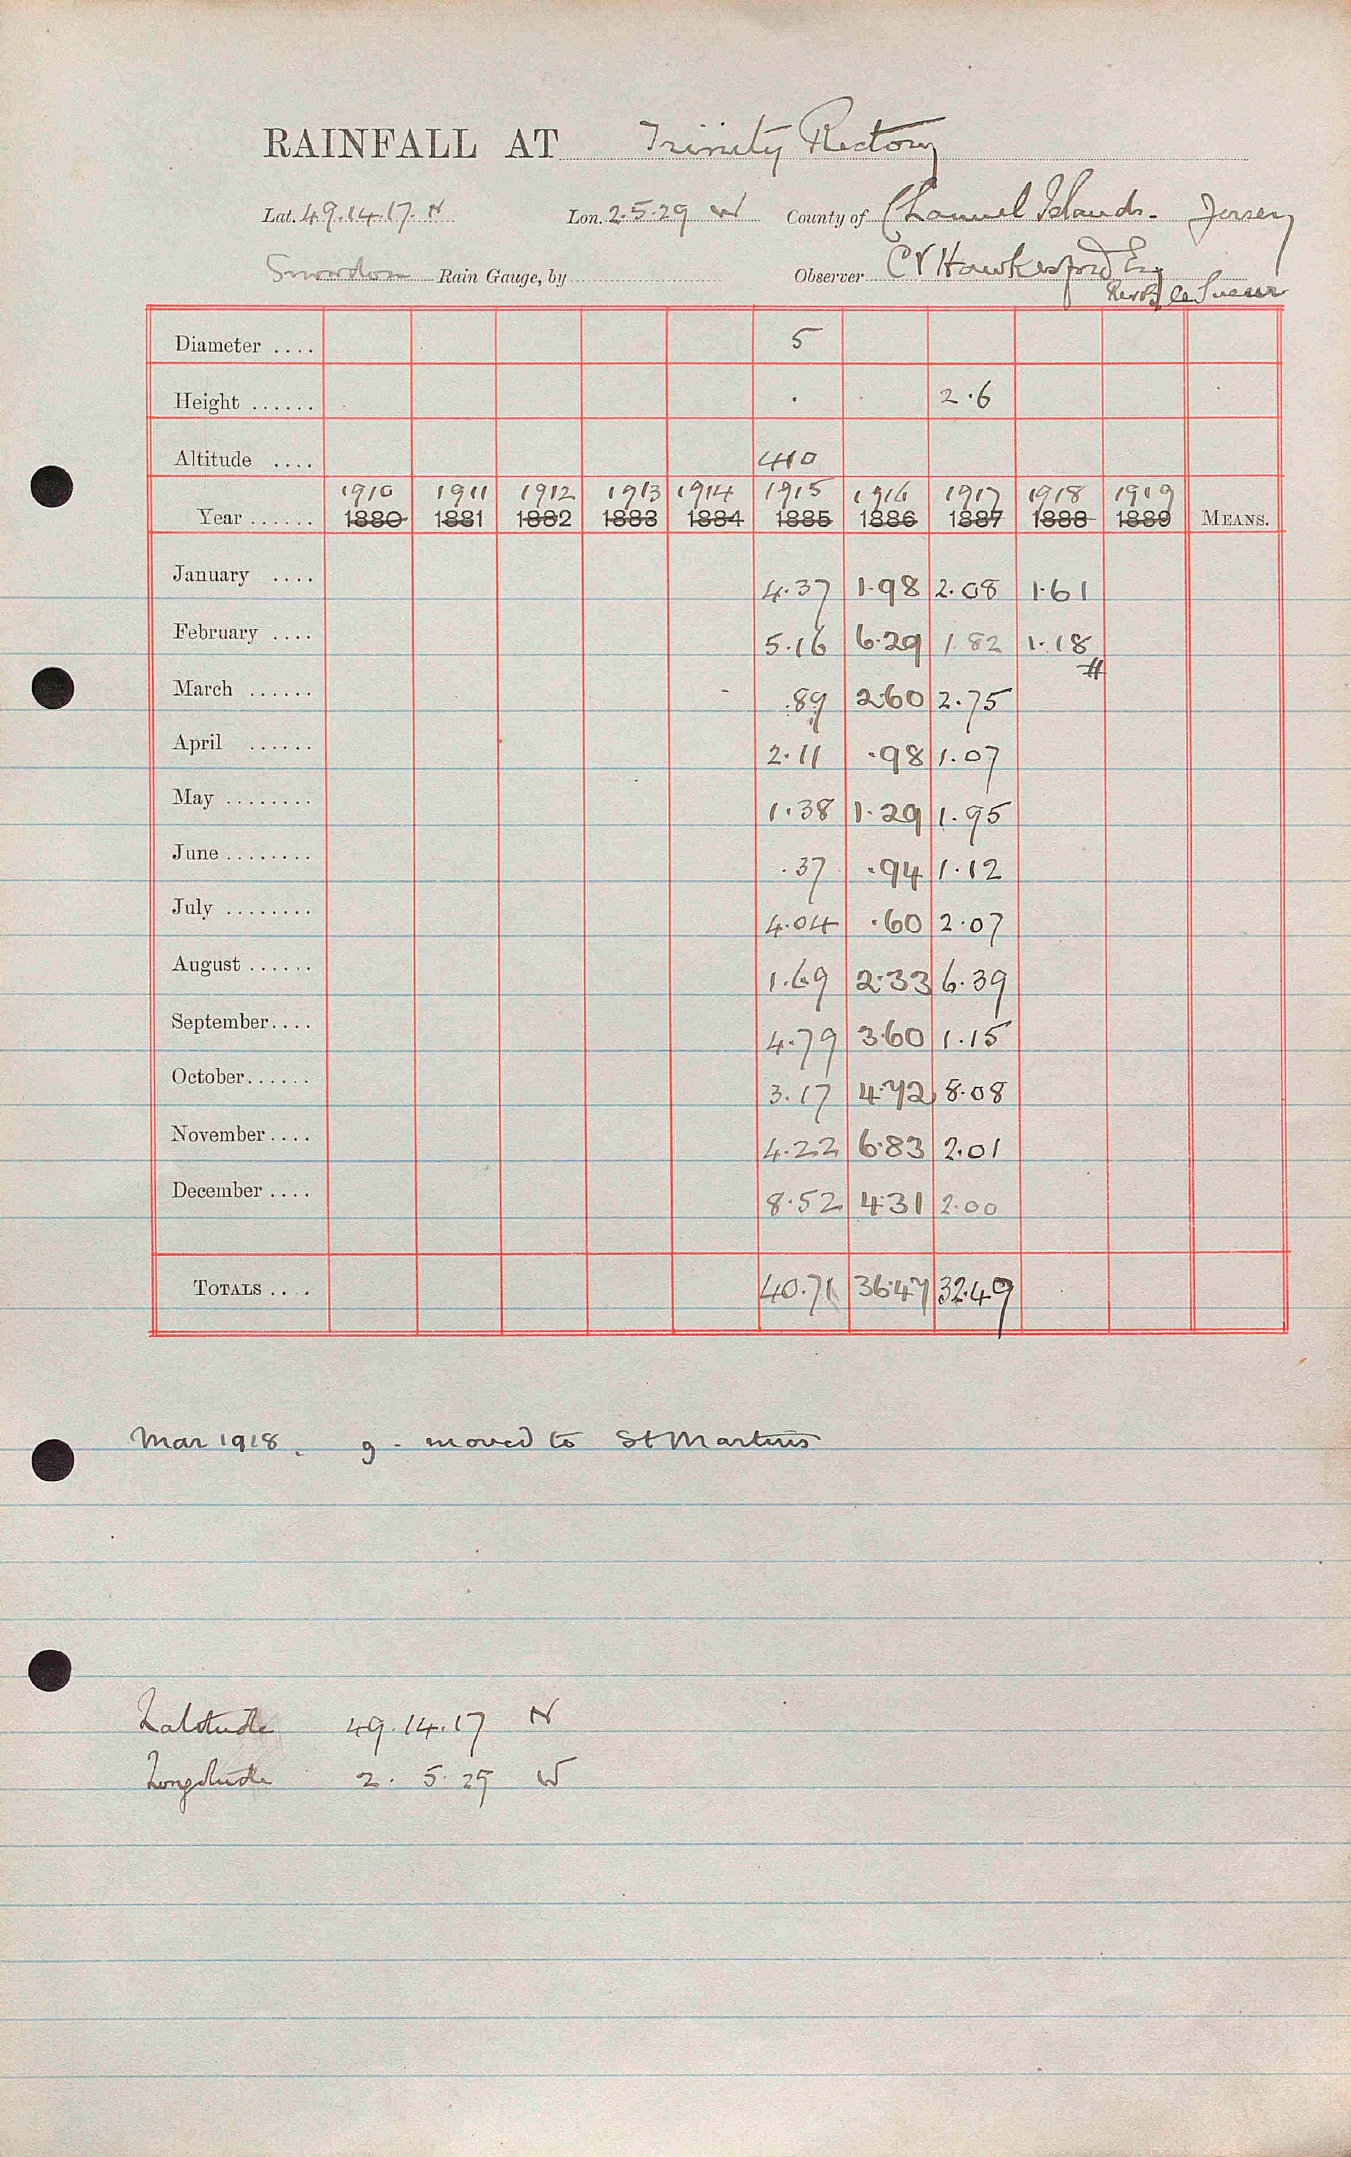 RAINFALL AT Trinity Rectory
Lat. 49.14.17. N Lon. 2.5.29 W County of Channel Islands. Jersey
Snowdon Rain Gauge, by Observer C V Hawkesford Esq
le Sueur
Diameter .... 5
Height ...... 2.6
Altitude .... 410
1910 1911 1912 1913 1914 1915 1916 1917 1918 1919
Year ...... 1880 1881 1882 1883 1884 1885 1886 1887 1888 1889 MEANS.
January .... 4.37 1.98 2.08 1.61
February .... 5.16 6.29 1.82 1.18
March ...... .89 2.60 2.75
April ...... 2.11 .98 1.07
May ........ 1.38 1.29 1.95
June ........ .37 .94 1.12
July ........ 4.04 .60 2.07
August ...... 1.69 2.33 6.39
September.... 4.79 3.60 1.15
October...... 3.17 4.72 8.08
November.... 4.22 6.83 2.01
December .... 8.52 4.31 2.00
TOTALS .... 40.71 36.47 32.49
Mar 1918. g. moved to St Martins
Latitude 49.14.17 N
Longitude 2. 5. 29 W